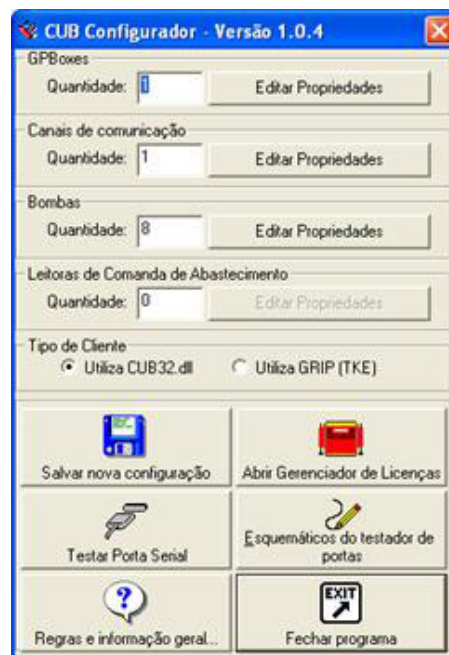 CUB Configurador - Versão 1.0.4
GPBoxes
Quantidade: 1 Editar Propriedades
Canais de comunicação
Quantidade: 1 Editar Propriedades
Bombas
Quantidade: 8 Editar Propriedades
Leitoras de Comanda de Abastecimento
Quantidade: 0 Editar Propriedades
Tipo de Cliente
Utiliza CUB32.dll Utiliza GRIP (TKE)
Salvar nova configuração Abrir Gerenciador de Licenças
Testar Porta Serial
Esquemáticos do testador de
portas
EXIT
Regras e informação geral... Fechar programa